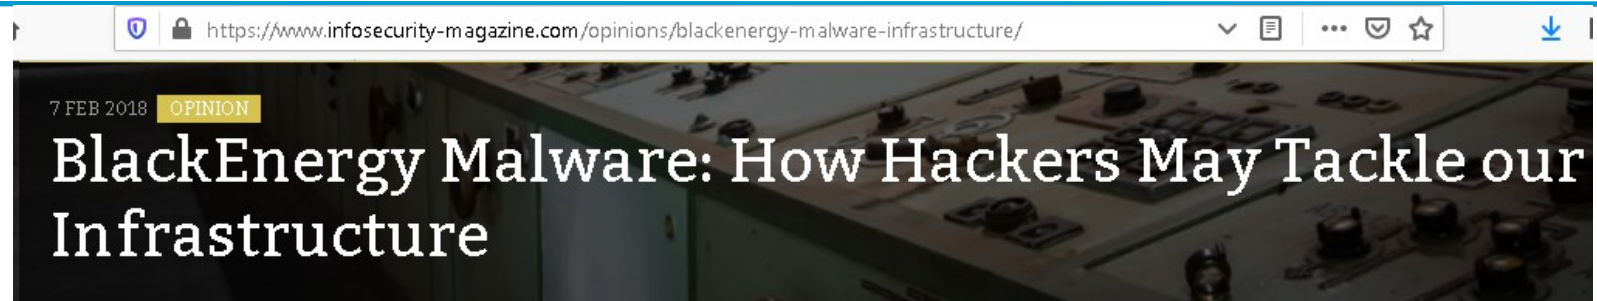 https://www.infosecurity-magazine.com/opinions/blackenergy-malware-infrastructure/
7 FEB 2018 OPINION
BlackEnergy Malware: How Hackers May Tackle our
Infrastructure